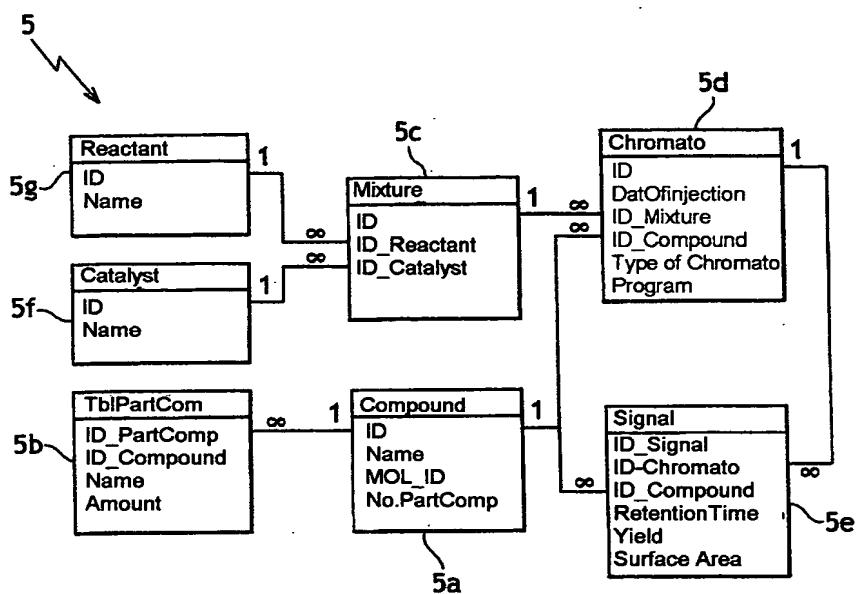 5
Reactant
ID
Name
5g
1
∞
Catalyst
ID
Name
5f
1
∞
5c
Mixture
ID
ID_Reactant
ID_Catalyst
1
∞
5d
Chromato
ID
DatOfinjection
ID_Mixture
ID_Compound
Type of Chromato
Program
1
∞
TblPartCom
ID_PartComp
ID_Compound
Name
Amount
5b
∞
1
Compound
ID
Name
MOL_ID
No.PartComp
5a
1
∞
Signal
ID_Signal
ID-Chromato
ID_Compound
RetentionTime
Yield
Surface Area
∞
5e